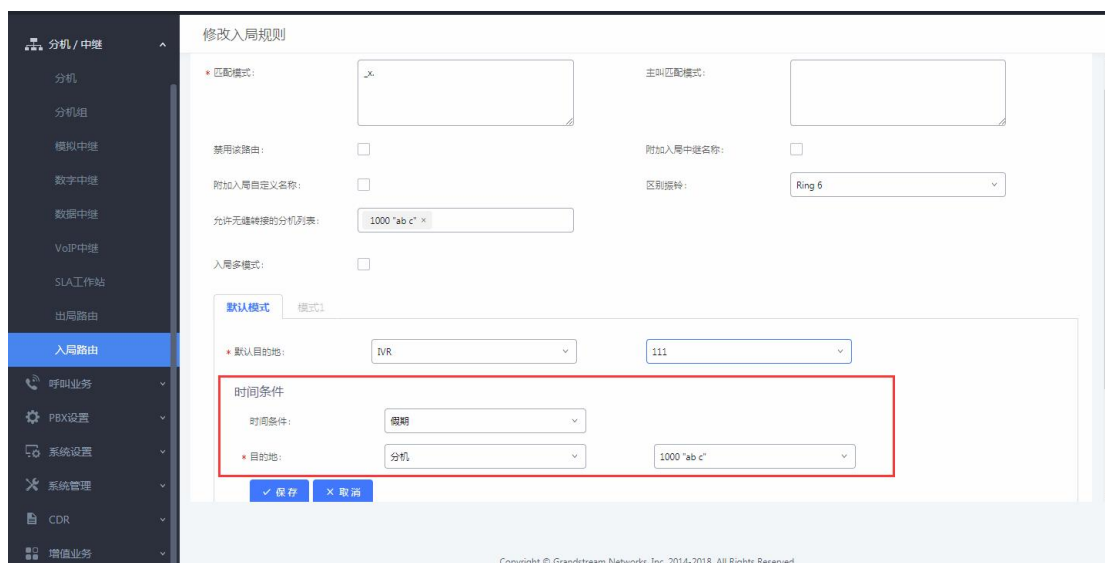 分机 / 中继
分机
分机组
模拟中继
数字中继
数据中继
VoIP中继
SLA工作站
出局路由
入局路由
呼叫业务
PBX设置
系统设置
系统管理
CDR
增值业务
修改入局规则
* 匹配模式： _x.
主叫匹配模式：
禁用该路由：
附加入局中继名称：
附加入局自定义名称：
区别振铃： Ring 6
允许无缝转接的分机列表： 1000 "ab c" ×
入局多模式：
默认模式 模式1
* 默认目的地： IVR 111
时间条件
时间条件： 假期
* 目的地： 分机 1000 "ab c"
保存 取消
Copyright © Grandstream Networks, Inc. 2014-2018. All Rights Reserved.